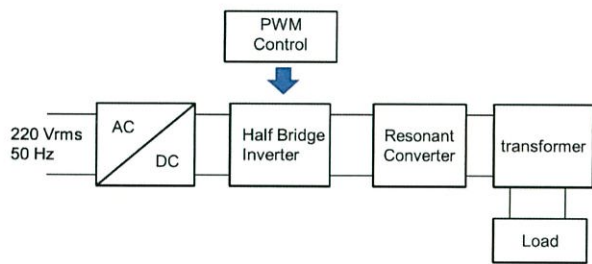 PWM
Control
220 Vrms
50 Hz
AC
DC
Half Bridge
Inverter
Resonant
Converter
transformer
Load